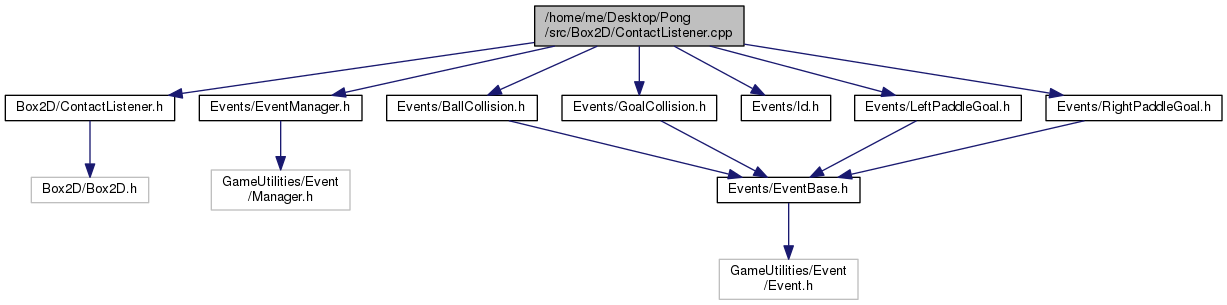 /home/me/Desktop/Pong
/src/Box2D/ContactListener.cpp
Box2D/ContactListener.h
Events/EventManager.h
Events/BallCollision.h
Events/GoalCollision.h
Events/Id.h
Events/LeftPaddleGoal.h
Events/RightPaddleGoal.h
Box2D/Box2D.h
GameUtilities/Event
/Manager.h
Events/EventBase.h
GameUtilities/Event
/Event.h